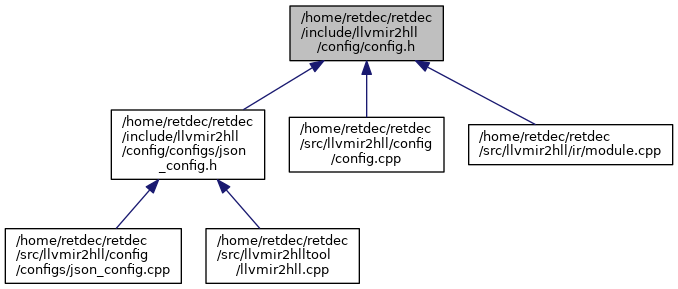 /home/retdec/retdec
/include/llvmir2hll
/config/config.h
/home/retdec/retdec
/include/llvmir2hll
/config/configs/json
_config.h
/home/retdec/retdec
/src/llvmir2hll/config
/config.cpp
/home/retdec/retdec
/src/llvmir2hll/ir/module.cpp
/home/retdec/retdec
/src/llvmir2hll/config
/configs/json_config.cpp
/home/retdec/retdec
/src/llvmir2hlltool
/llvmir2hll.cpp